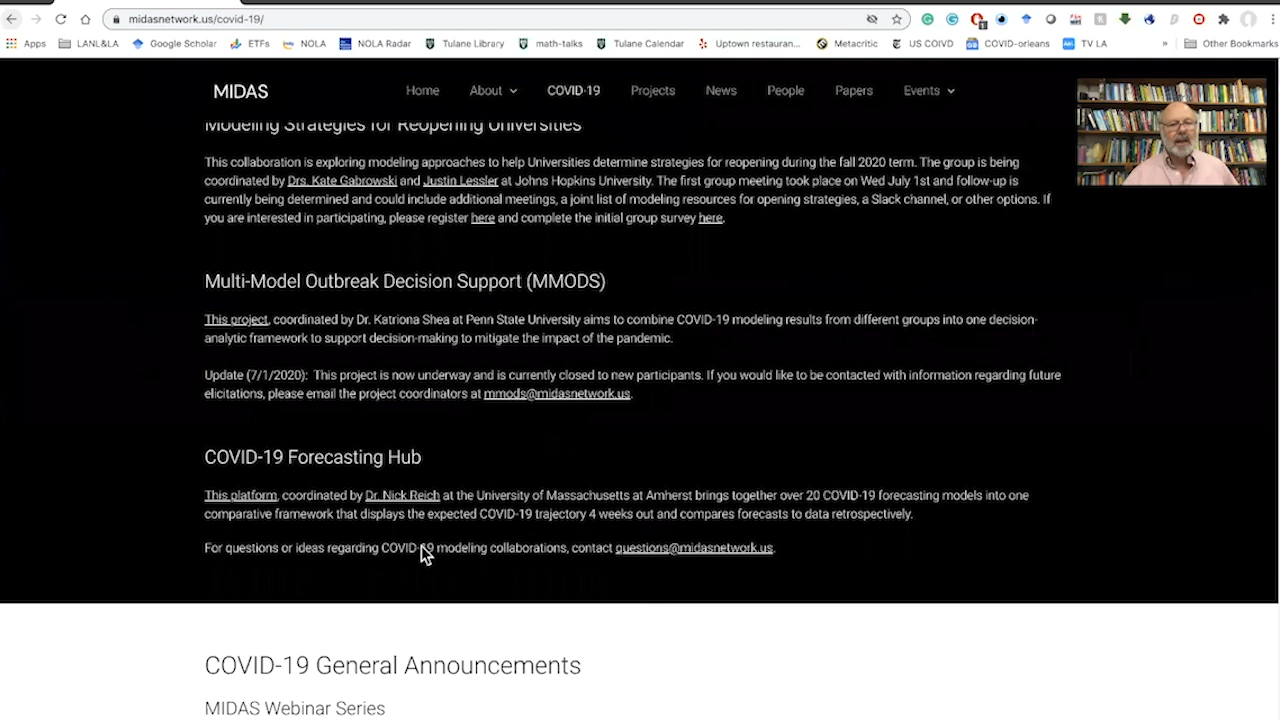 midasnetwork.us/covid-19/
Apps LANL&LA Google Scholar ETFs NOLA NOLA Radar Tulane Library math-talks Tulane Calendar Uptown restauran... Metacritic US COIVD COVID-orleans TV LA » Other Bookmarks
MIDAS Home About COVID-19 Projects News People Papers Events
Modeling Strategies for Reopening Universities
This collaboration is exploring modeling approaches to help Universities determine strategies for reopening during the fall 2020 term. The group is being
coordinated by Drs. Kate Gabrowski and Justin Lessler at Johns Hopkins University. The first group meeting took place on Wed July 1st and follow-up is
currently being determined and could include additional meetings, a joint list of modeling resources for opening strategies, a Slack channel, or other options. If
you are interested in participating, please register here and complete the initial group survey here.
Multi-Model Outbreak Decision Support (MMODS)
This project, coordinated by Dr. Katriona Shea at Penn State University aims to combine COVID-19 modeling results from different groups into one decision-
analytic framework to support decision-making to mitigate the impact of the pandemic.
Update (7/1/2020): This project is now underway and is currently closed to new participants. If you would like to be contacted with information regarding future
elicitations, please email the project coordinators at mmods@midasnetwork.us.
COVID-19 Forecasting Hub
This platform, coordinated by Dr. Nick Reich at the University of Massachusetts at Amherst brings together over 20 COVID-19 forecasting models into one
comparative framework that displays the expected COVID-19 trajectory 4 weeks out and compares forecasts to data retrospectively.
For questions or ideas regarding COVID-19 modeling collaborations, contact questions@midasnetwork.us.
COVID-19 General Announcements
MIDAS Webinar Series